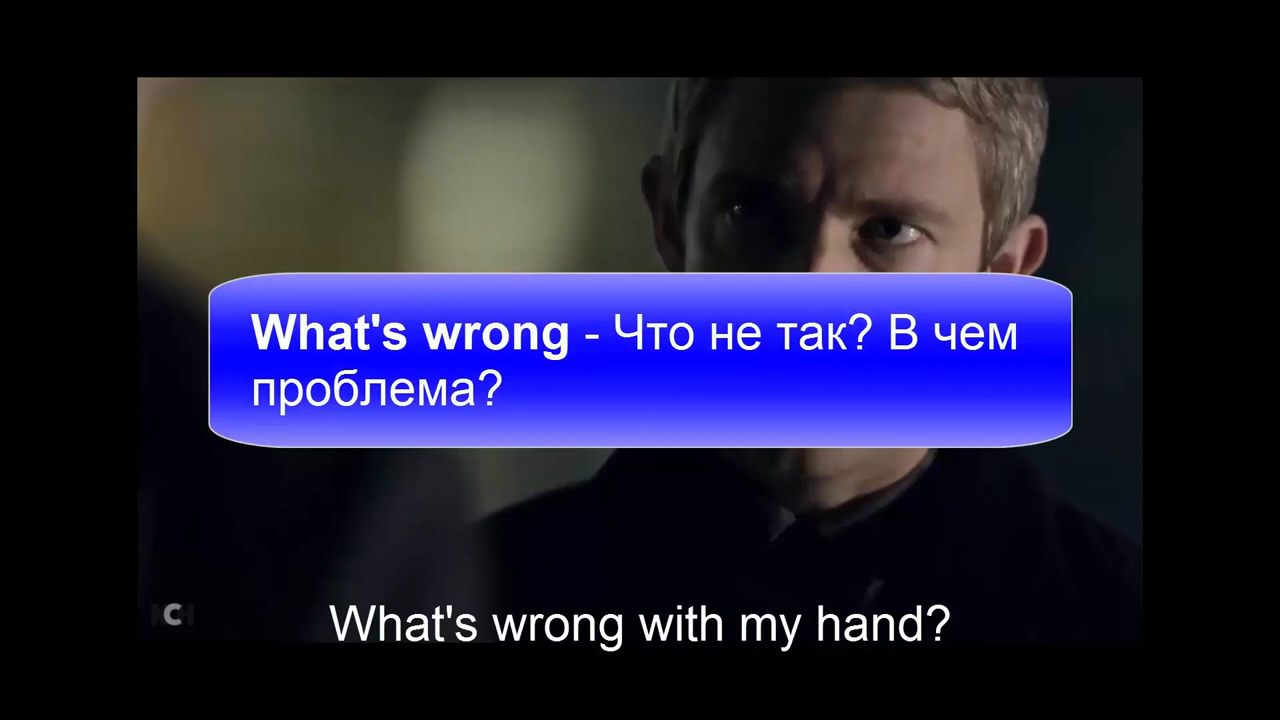 What's wrong - Что не так? В чем
проблема?
What's wrong with my hand?